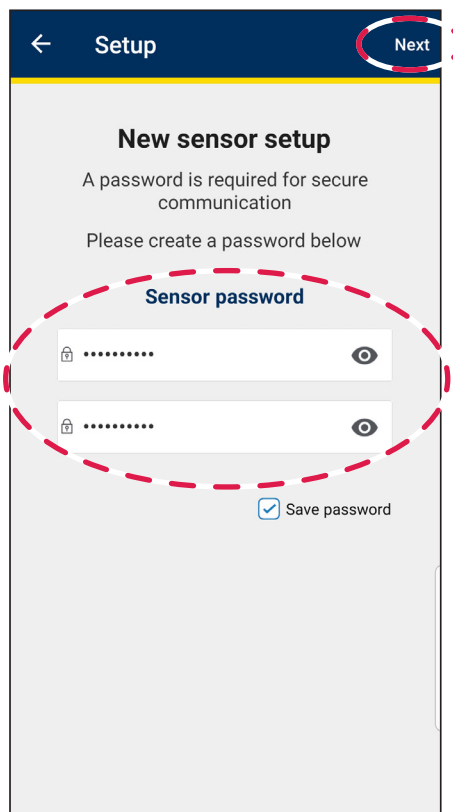 Setup
Next
New sensor setup
A password is required for secure
communication
Please create a password below
Sensor password
••••••••••
••••••••••
Save password